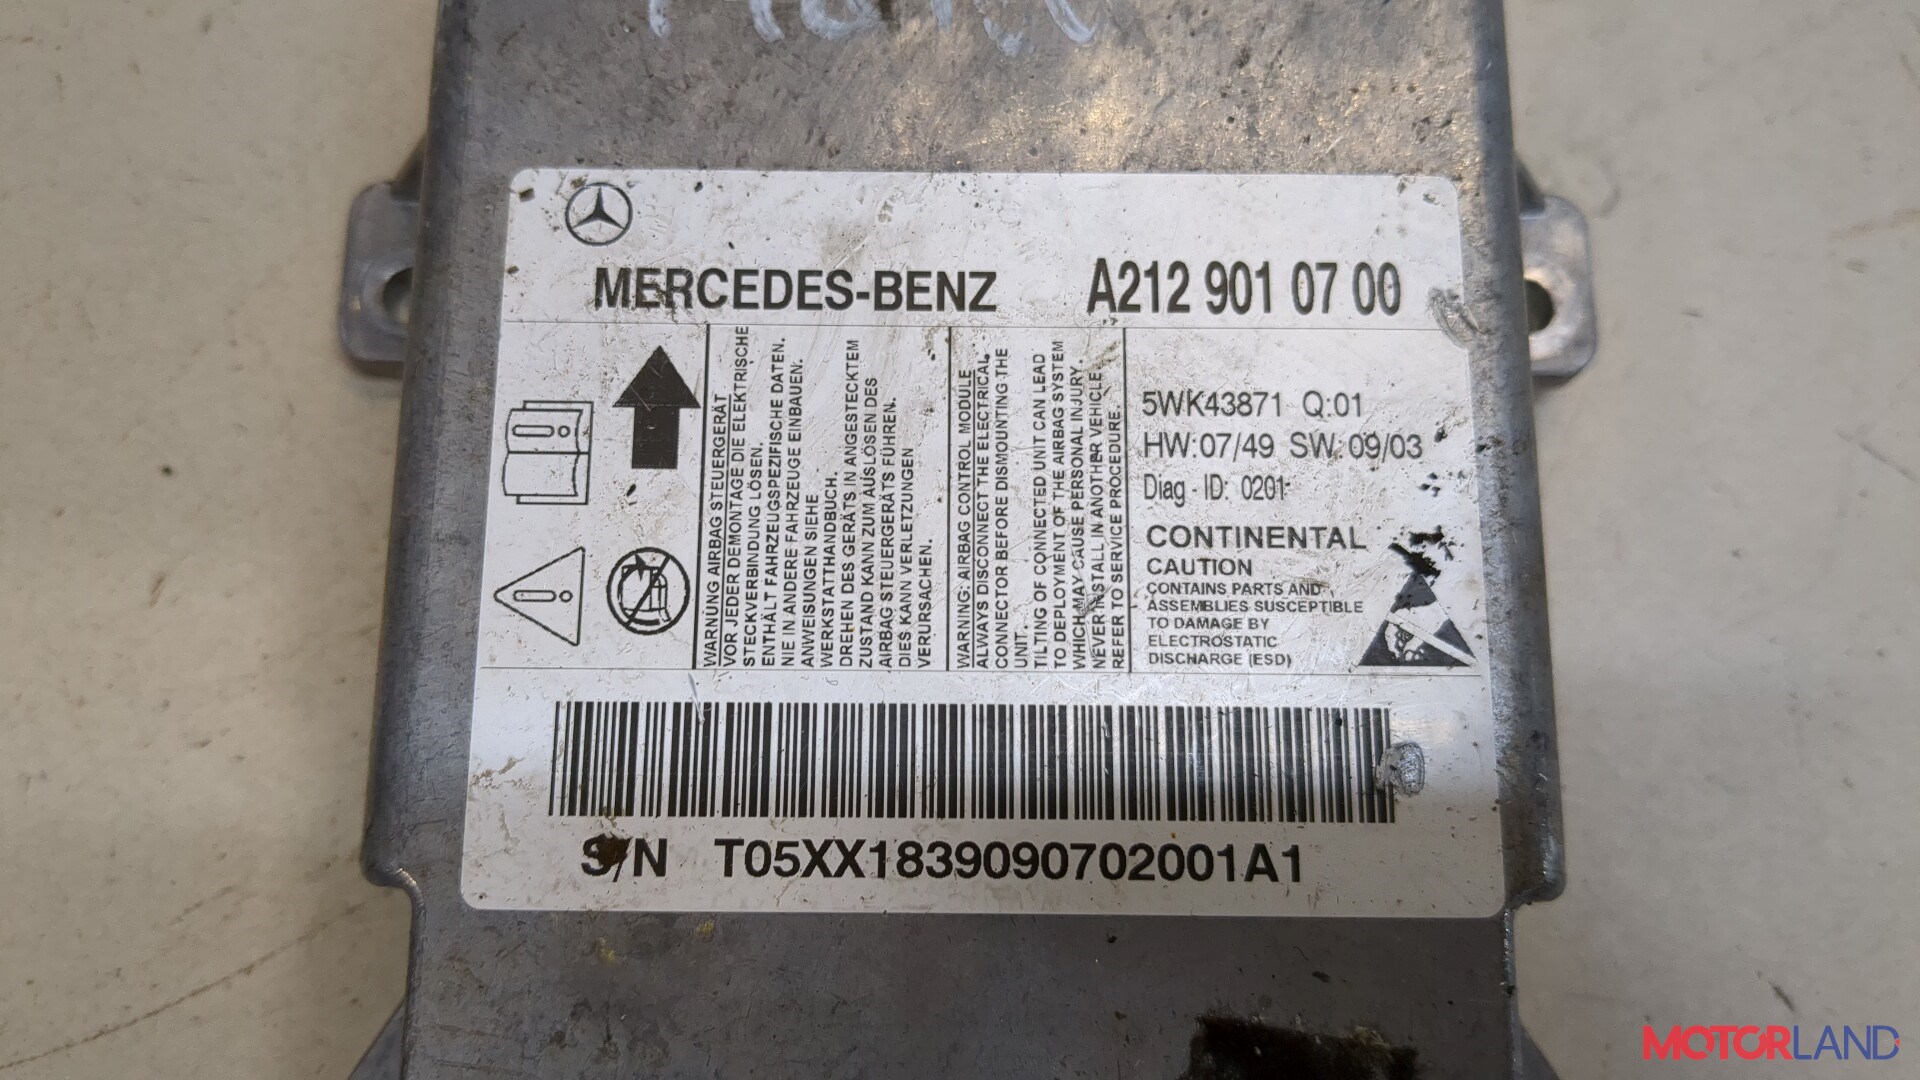 MERCEDES-BENZ A212 901 07 00
WARNUNG AIRBAG STEUERGERÄT
VOR JEDER DEMONTAGE DIE ELEKTRISCHE
STECKVERBINDUNG LÖSEN.
ENTHÄLT FAHRZEUGSPEZIFISCHE DATEN.
NIE IN ANDERE FAHRZEUGE EINBAUEN.
ANWEISUNGEN SIEHE
WERKSTATTHANDBUCH.
DREHEN DES GERÄTS IN ANGESTECKTEM
ZUSTAND KANN ZUM AUSLÖSEN DES
AIRBAG STEUERGERÄTS FÜHREN.
DIES KANN VERLETZUNGEN
VERURSACHEN.
WARNING: AIRBAG CONTROL MODULE
ALWAYS DISCONNECT THE ELECTRICAL
CONNECTOR BEFORE DISMOUNTING THE
UNIT.
TILTING OF CONNECTED UNIT CAN LEAD
TO DEPLOYMENT OF THE AIRBAG SYSTEM
WHICH MAY CAUSE PERSONAL INJURY.
NEVER INSTALL IN ANOTHER VEHICLE.
REFER TO SERVICE PROCEDURE.
5WK43871 Q:01
HW:07/49 SW:09/03
Diag - ID: 0201
CONTINENTAL
CAUTION
CONTAINS PARTS AND
ASSEMBLIES SUSCEPTIBLE
TO DAMAGE BY
ELECTROSTATIC
DISCHARGE (ESD)
S/N T05XX1839090702001A1
MOTORLAND